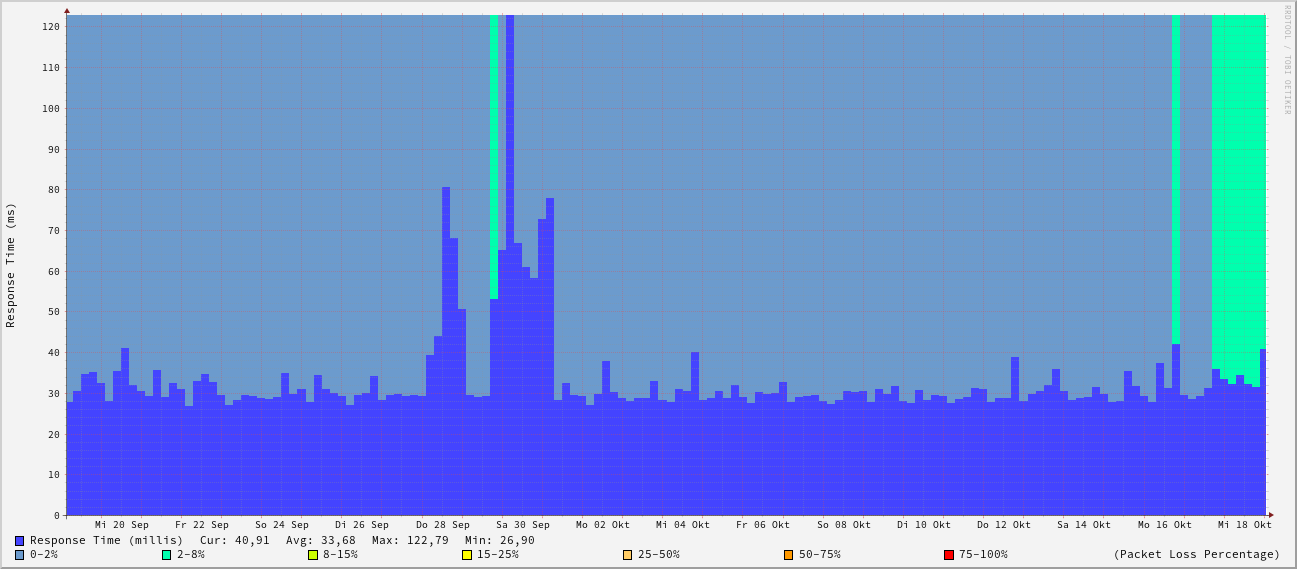 RRDTOOL / TOBI OETIKER
Response Time (ms)
120
110
100
90
80
70
60
50
40
30
20
10
0
Mi 20 Sep Fr 22 Sep So 24 Sep Di 26 Sep Do 28 Sep Sa 30 Sep Mo 02 Okt Mi 04 Okt Fr 06 Okt So 08 Okt Di 10 Okt Do 12 Okt Sa 14 Okt Mo 16 Okt Mi 18 Okt
Response Time (millis) Cur: 40,91 Avg: 33,68 Max: 122,79 Min: 26,90
0-2% 2-8% 8-15% 15-25% 25-50% 50-75% 75-100% (Packet Loss Percentage)